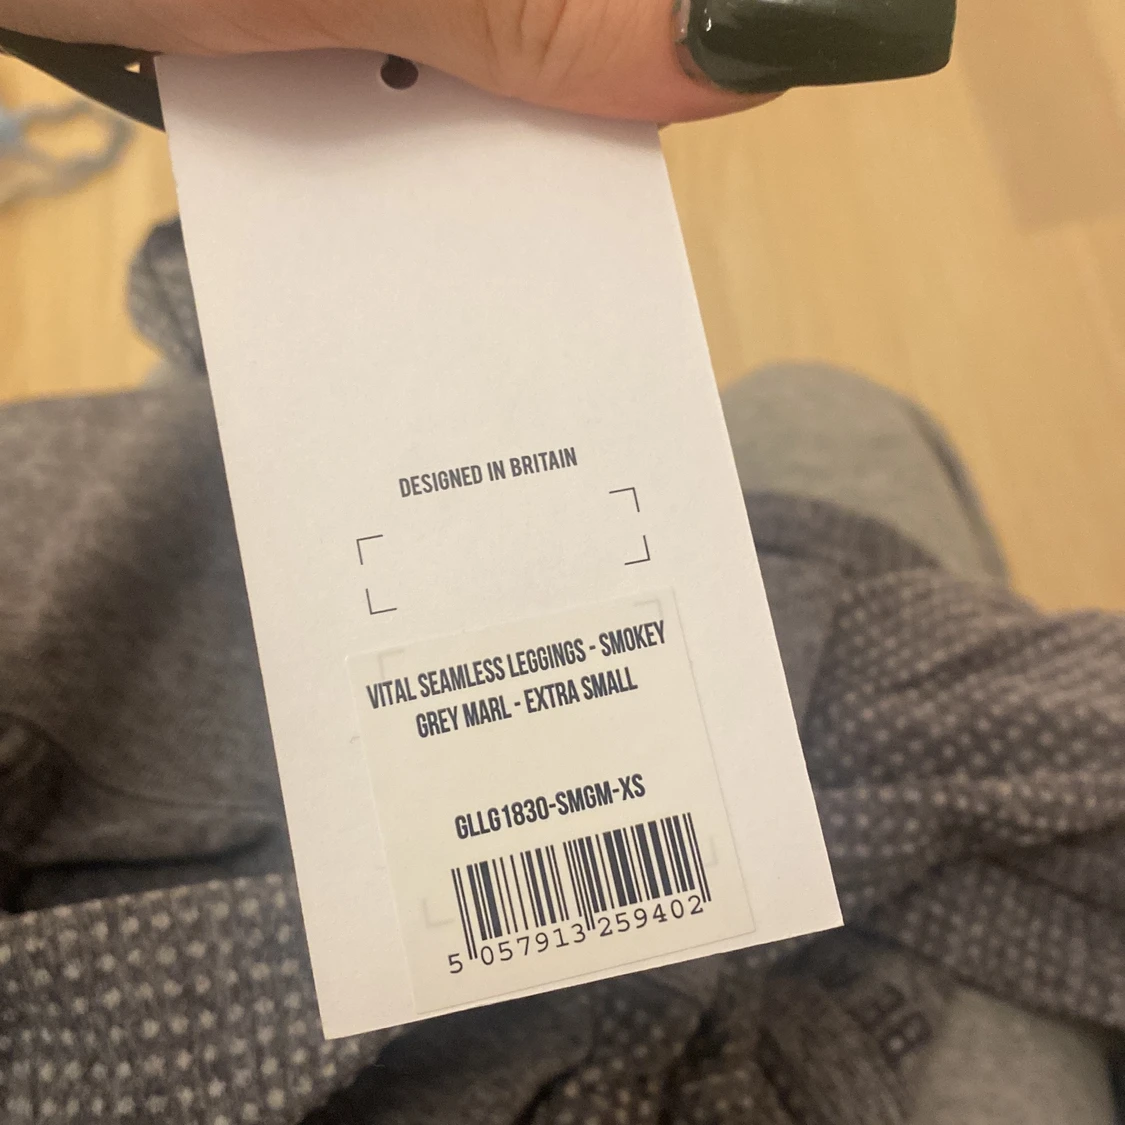 DESIGNED IN BRITAIN
VITAL SEAMLESS LEGGINGS - SMOKEY
GREY MARL - EXTRA SMALL
GLLG1830-SMGM-XS
5 057913 259402